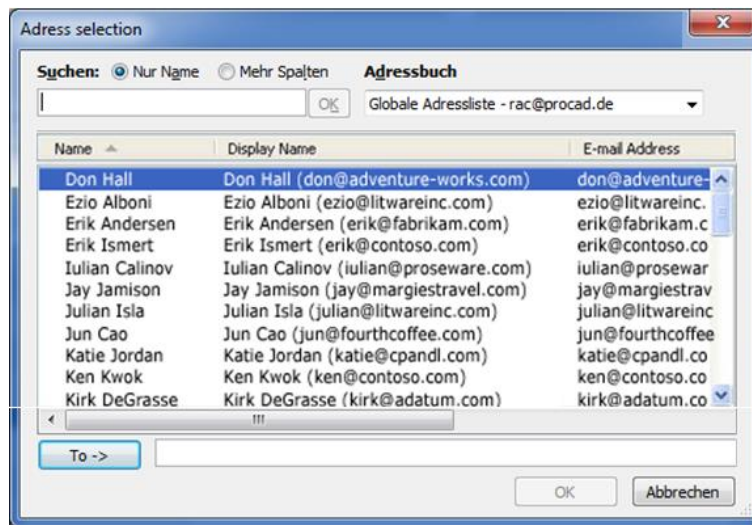 Adress selection
Suchen: Nur Name Mehr Spalten Adressbuch
OK Globale Adressliste - rac@procad.de
Name Display Name E-mail Address
Don Hall Don Hall (don@adventure-works.com) don@adventure-
Ezio Alboni Ezio Alboni (ezio@litwareinc.com) ezio@litwareinc.
Erik Andersen Erik Andersen (erik@fabrikam.com) erik@fabrikam.c
Erik Ismert Erik Ismert (erik@contoso.com) erik@contoso.co
Iulian Calinov Iulian Calinov (iulian@proseware.com) iulian@prosewar
Jay Jamison Jay Jamison (jay@margiestravel.com) jay@margiestrav
Julian Isla Julian Isla (julian@litwareinc.com) julian@litwareinc
Jun Cao Jun Cao (jun@fourthcoffee.com) jun@fourthcoffee
Katie Jordan Katie Jordan (katie@cpandl.com) katie@cpandl.co
Ken Kwok Ken Kwok (ken@contoso.com) ken@contoso.co
Kirk DeGrasse Kirk DeGrasse (kirk@adatum.com) kirk@adatum.co
To ->
OK Abbrechen